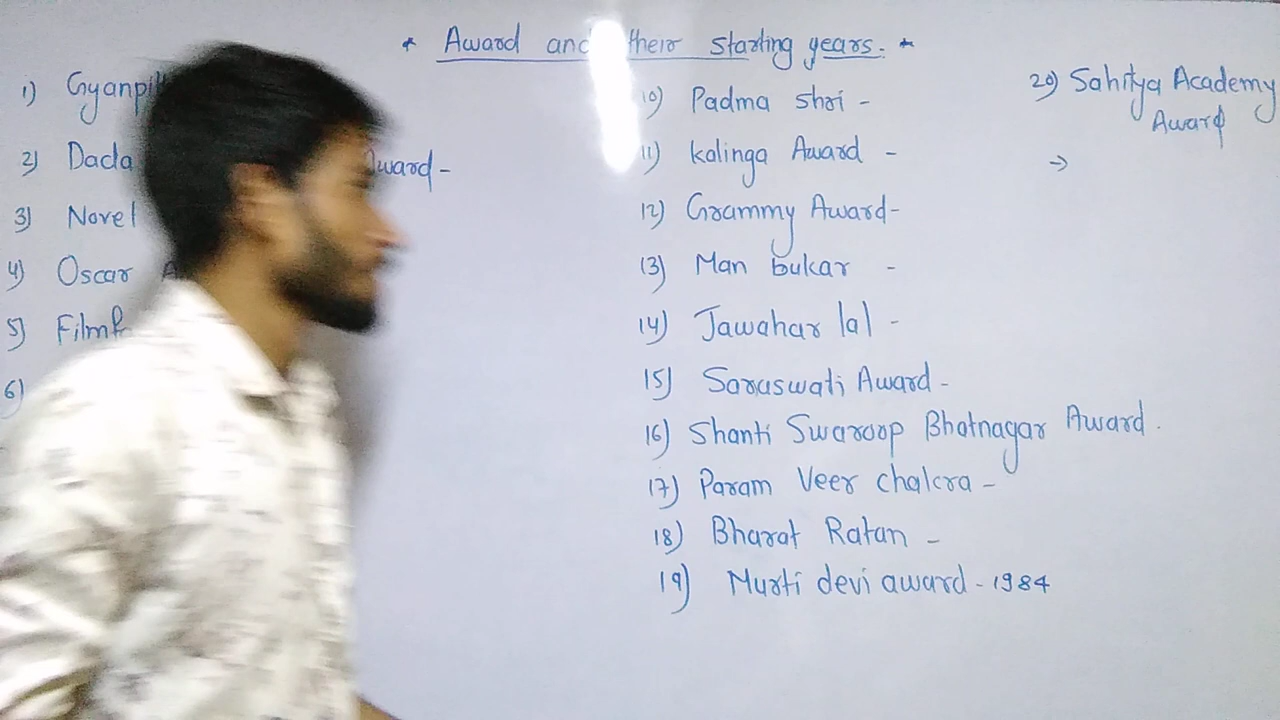 * Award and their starting years. *
1) Gyanpi
2) Dada Award -
3) Novel
4) Oscar A
5) Filmf
6)
10) Padma shri -
11) kalinga Award -
12) Grammy Award -
13) Man bukar -
14) Jawahar lal -
15) Saraswati Award -
16) Shanti Swaroop Bhatnagar Award.
17) Param Veer chakra -
18) Bharat Ratan -
19) Murti devi award - 1984
20) Sahitya Academy
Award
→